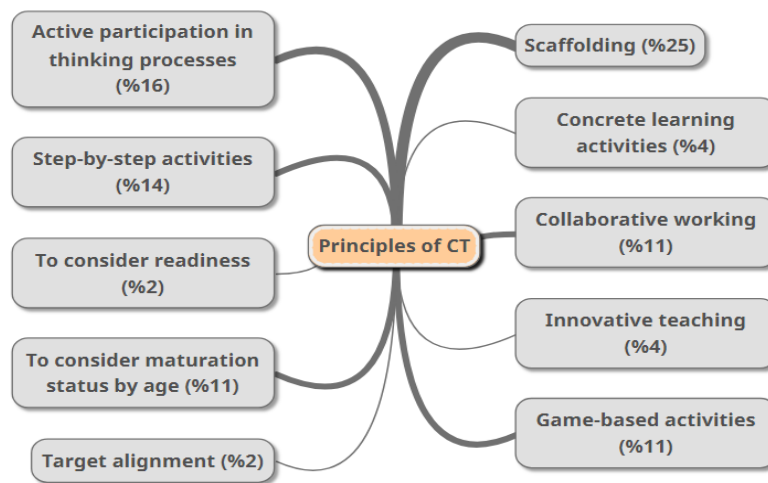 Active participation in
thinking processes
(%16)
Step-by-step activities
(%14)
To consider readiness
(%2)
To consider maturation
status by age (%11)
Target alignment (%2)
Principles of CT
Scaffolding (%25)
Concrete learning
activities (%4)
Collaborative working
(%11)
Innovative teaching
(%4)
Game-based activities
(%11)